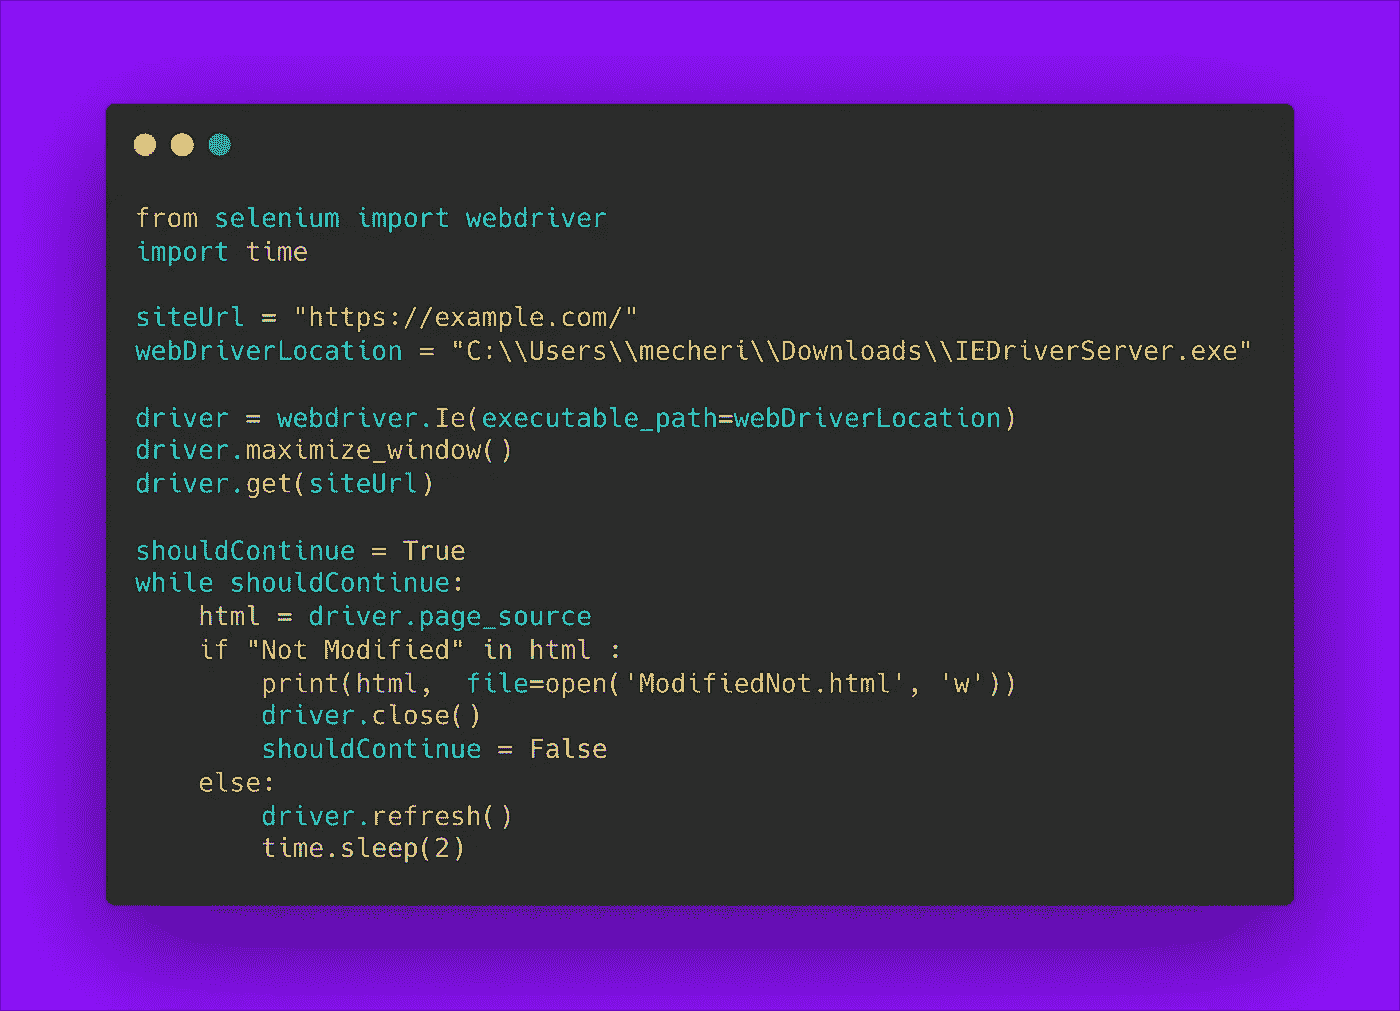 from selenium import webdriver
import time
siteUrl = "https://example.com/"
webDriverLocation = "C:\\Users\\mecheri\\Downloads\\IEDriverServer.exe"
driver = webdriver.Ie(executable_path=webDriverLocation)
driver.maximize_window()
driver.get(siteUrl)
shouldContinue = True
while shouldContinue:
    html = driver.page_source
    if "Not Modified" in html :
        print(html,  file=open('ModifiedNot.html', 'w'))
        driver.close()
        shouldContinue = False
    else:
        driver.refresh()
        time.sleep(2)